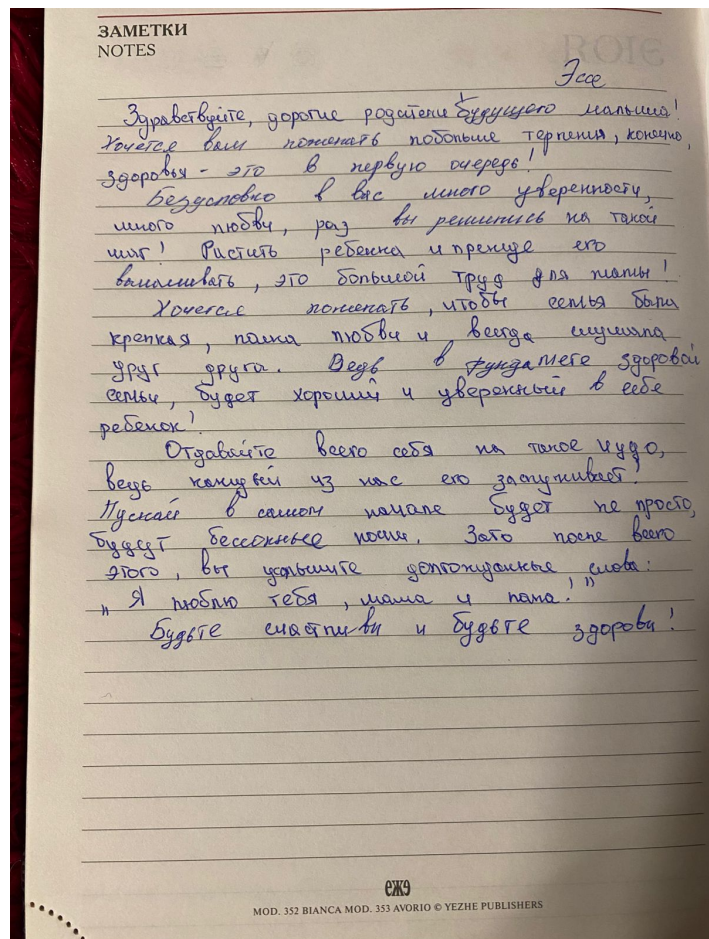 ЗАМЕТКИ
NOTES
Эссе
Здравствуйте, дорогие родители будущего малыша!
Хочется вам пожелать побольше терпения, конечно,
здоровья - это в первую очередь!
Безусловно в вас много уверенности,
много любви, раз вы решились на такой
шаг! Растить ребенка и прежде его
вынашивать, это большой труд для мамы!
Хочется пожелать, чтобы семья была
крепкая, полна любви и всегда слушала
друг друга. Ведь в фундамете здоровой
семьи, будет хороший и уверенный в себе
ребенок!
Отдавайте всего себя на такое чудо,
ведь каждый из нас его заслуживает!
Пускай в самом начале будет не просто,
будут бессонные ночи. Зато после всего
этого, вы услышите долгожданные слова:
„Я люблю тебя, мама и папа!”
Будьте счастливы и будьте здоровы!
ежэ
MOD. 352 BIANCA MOD. 353 AVORIO © YEZHE PUBLISHERS